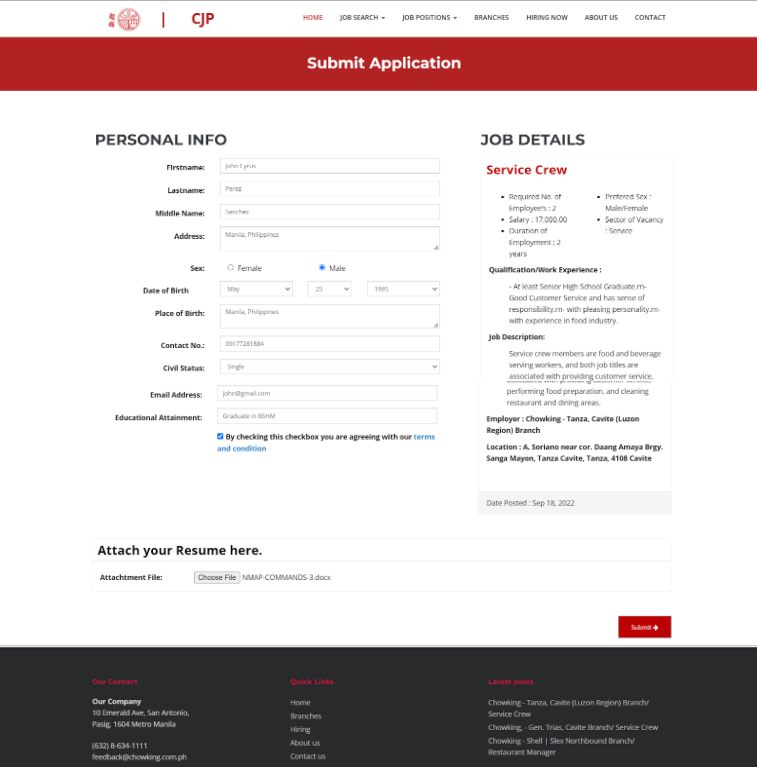 CJP
HOME JOB SEARCH JOB POSITIONS BRANCHES HIRING NOW ABOUT US CONTACT
Submit Application
PERSONAL INFO
Firstname: John Cyrus
Lastname: Perez
Middle Name: Sanchez
Address: Manila, Philippines
Sex: Female Male
Date of Birth May 25 1995
Place of Birth: Manila, Philippines
Contact No.: 09177281884
Civil Status: Single
Email Address: john@gmail.com
Educational Attainment: Graduate in BSHM
By checking this checkbox you are agreeing with our terms
and condition
JOB DETAILS
Service Crew
Required No. of
Employee's : 2
Salary : 17,000.00
Duration of
Employment : 2
years
Prefered Sex :
Male/Female
Sector of Vacancy
: Service
Qualification/Work Experience :
- At least Senior High School Graduate.rn-
Good Customer Service and has sense of
responsibility.rn- with pleasing personality.rn-
with experience in food industry.
Job Description:
Service crew members are food and beverage
serving workers, and both job titles are
associated with providing customer service,
associated with providing customer service,
performing food preparation, and cleaning
restaurant and dining areas.
Employer : Chowking - Tanza, Cavite (Luzon
Region) Branch
Location : A. Soriano near cor. Daang Amaya Brgy.
Sanga Mayon, Tanza Cavite, Tanza, 4108 Cavite
Date Posted : Sep 18, 2022
Attach your Resume here.
Attachtment File: Choose File NMAP-COMMANDS-3.docx
Submit
Our Contact
Our Company
10 Emerald Ave, San Antonio,
Pasig, 1604 Metro Manila
(632) 8-634-1111
feedback@chowking.com.ph
Quick Links
Home
Branches
Hiring
About us
Contact us
Latest posts
Chowking - Tanza, Cavite (Luzon Region) Branch/
Service Crew
Chowking, - Gen. Trias, Cavite Branch/ Service Crew
Chowking - Shell | Slex Northbound Branch/
Restaurant Manager